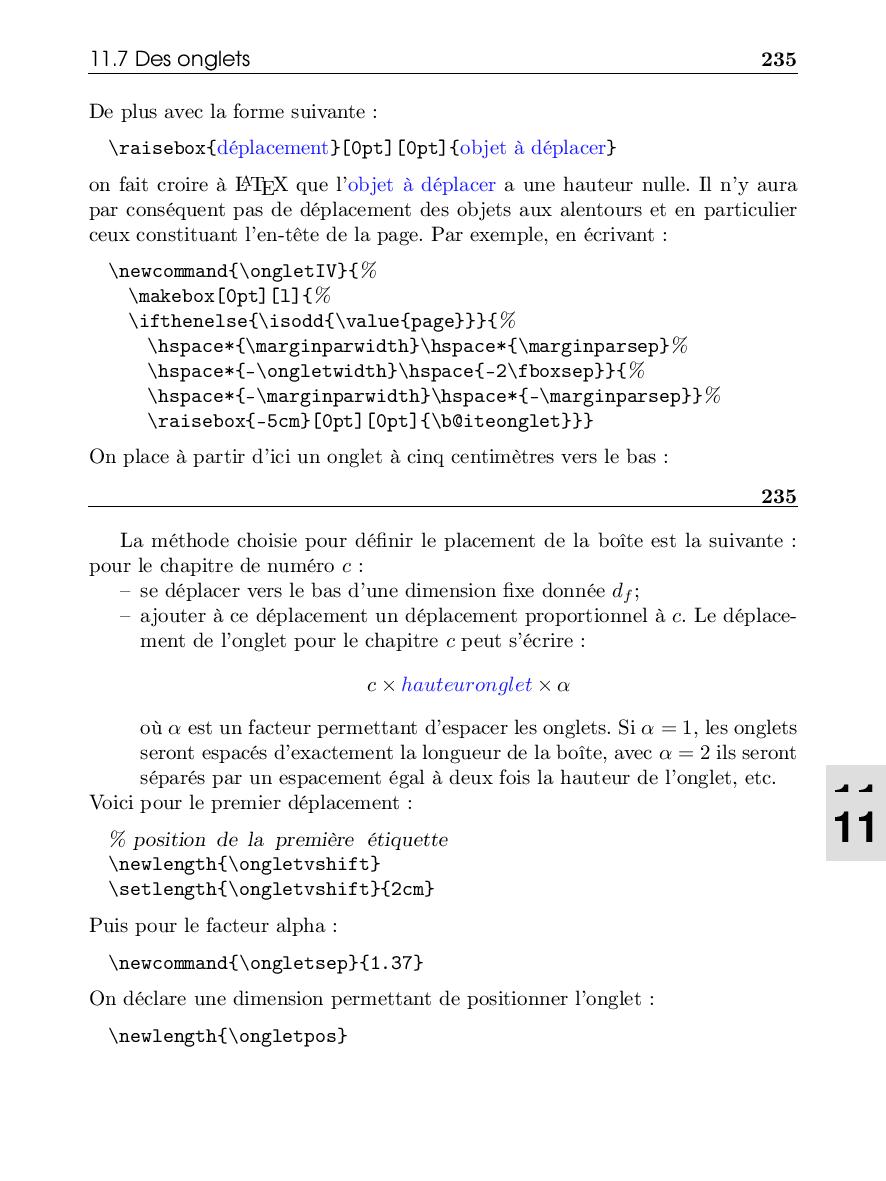 11.7 Des onglets 235
De plus avec la forme suivante :
\raisebox{déplacement}[0pt][0pt]{objet à déplacer}
on fait croire à LATEX que l'objet à déplacer a une hauteur nulle. Il n'y aura
par conséquent pas de déplacement des objets aux alentours et en particulier
ceux constituant l'en-tête de la page. Par exemple, en écrivant :
\newcommand{\ongletIV}{%
\makebox[0pt][l]{%
\ifthenelse{\isodd{\value{page}}}{%
\hspace*{\marginparwidth}\hspace*{\marginparsep}%
\hspace*{-\ongletwidth}\hspace{-2\fboxsep}}{%
\hspace*{-\marginparwidth}\hspace*{-\marginparsep}}%
\raisebox{-5cm}[0pt][0pt]{\b@iteonglet}}}
On place à partir d'ici un onglet à cinq centimètres vers le bas :
235
La méthode choisie pour définir le placement de la boîte est la suivante :
pour le chapitre de numéro c :
– se déplacer vers le bas d'une dimension fixe donnée d_f ;
– ajouter à ce déplacement un déplacement proportionnel à c. Le déplace-
ment de l'onglet pour le chapitre c peut s'écrire :
c × hauteuronglet × α
où α est un facteur permettant d'espacer les onglets. Si α = 1, les onglets
seront espacés d'exactement la longueur de la boîte, avec α = 2 ils seront
séparés par un espacement égal à deux fois la hauteur de l'onglet, etc.
Voici pour le premier déplacement :
% position de la première étiquette
\newlength{\ongletvshift}
\setlength{\ongletvshift}{2cm}
Puis pour le facteur alpha :
\newcommand{\ongletsep}{1.37}
On déclare une dimension permettant de positionner l'onglet :
\newlength{\ongletpos}
11
11